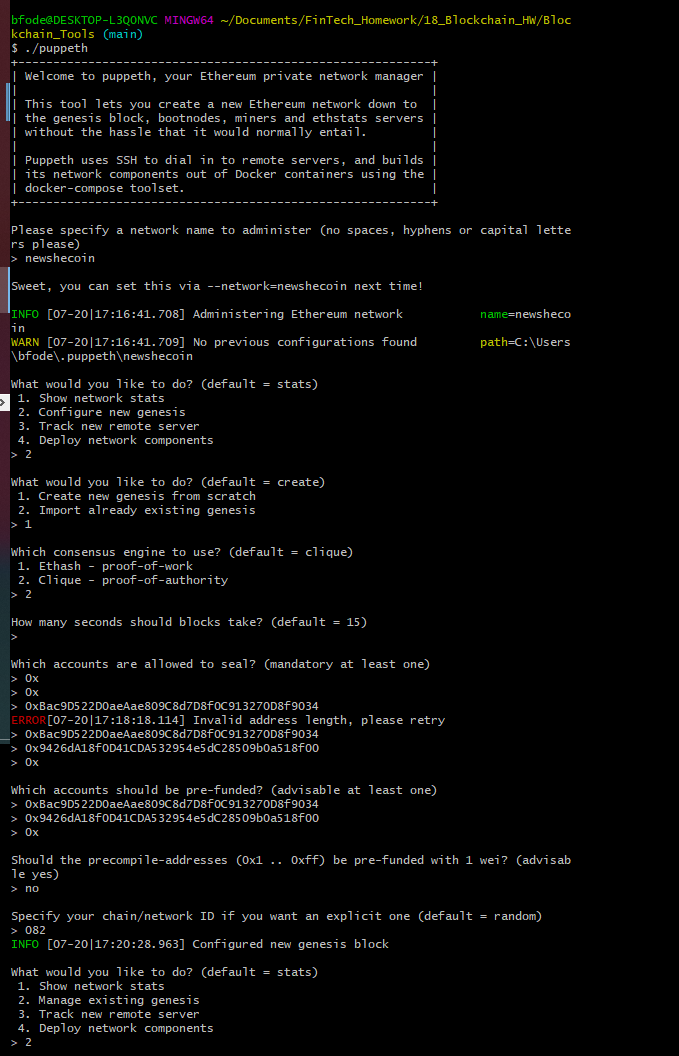 bfode@DESKTOP-L3QONVC MINGW64 ~/Documents/FinTech_Homework/18_Blockchain_HW/Bloc
kchain_Tools (main)
$ ./puppeth
+-----------------------------------------------------------+
| Welcome to puppeth, your Ethereum private network manager |
|                                                           |
| This tool lets you create a new Ethereum network down to  |
| the genesis block, bootnodes, miners and ethstats servers |
| without the hassle that it would normally entail.         |
|                                                           |
| Puppeth uses SSH to dial in to remote servers, and builds |
| its network components out of Docker containers using the |
| docker-compose toolset.                                   |
+-----------------------------------------------------------+
Please specify a network name to administer (no spaces, hyphens or capital lette
rs please)
> newshecoin
Sweet, you can set this via --network=newshecoin next time!
INFO [07-20|17:16:41.708] Administering Ethereum network           name=newsheco
in
WARN [07-20|17:16:41.709] No previous configurations found         path=C:\Users
\bfode\.puppeth\newshecoin
What would you like to do? (default = stats)
 1. Show network stats
 2. Configure new genesis
 3. Track new remote server
 4. Deploy network components
> 2
What would you like to do? (default = create)
 1. Create new genesis from scratch
 2. Import already existing genesis
> 1
Which consensus engine to use? (default = clique)
 1. Ethash - proof-of-work
 2. Clique - proof-of-authority
> 2
How many seconds should blocks take? (default = 15)
>
Which accounts are allowed to seal? (mandatory at least one)
> 0x
> 0x
> 0xBac9D522D0aeAae809C8d7D8f0C913270D8f9034
ERROR[07-20|17:18:18.114] Invalid address length, please retry
> 0xBac9D522D0aeAae809C8d7D8f0C913270D8f9034
> 0x9426dA18f0D41CDA532954e5dC28509b0a518f00
> 0x
Which accounts should be pre-funded? (advisable at least one)
> 0xBac9D522D0aeAae809C8d7D8f0C913270D8f9034
> 0x9426dA18f0D41CDA532954e5dC28509b0a518f00
> 0x
Should the precompile-addresses (0x1 .. 0xff) be pre-funded with 1 wei? (advisab
le yes)
> no
Specify your chain/network ID if you want an explicit one (default = random)
> 082
INFO [07-20|17:20:28.963] Configured new genesis block
What would you like to do? (default = stats)
 1. Show network stats
 2. Manage existing genesis
 3. Track new remote server
 4. Deploy network components
> 2